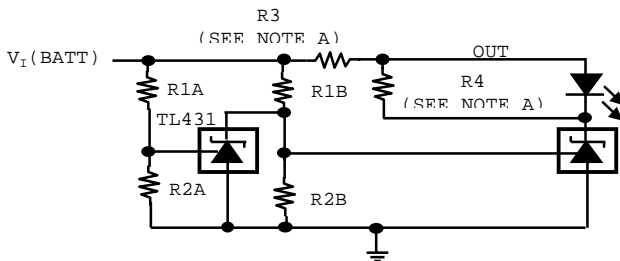 R3
(SEE NOTE A)
VI(BATT)
OUT
R1A
R1B
R4
(SEE NOTE A)
TL431
R2A
R2B